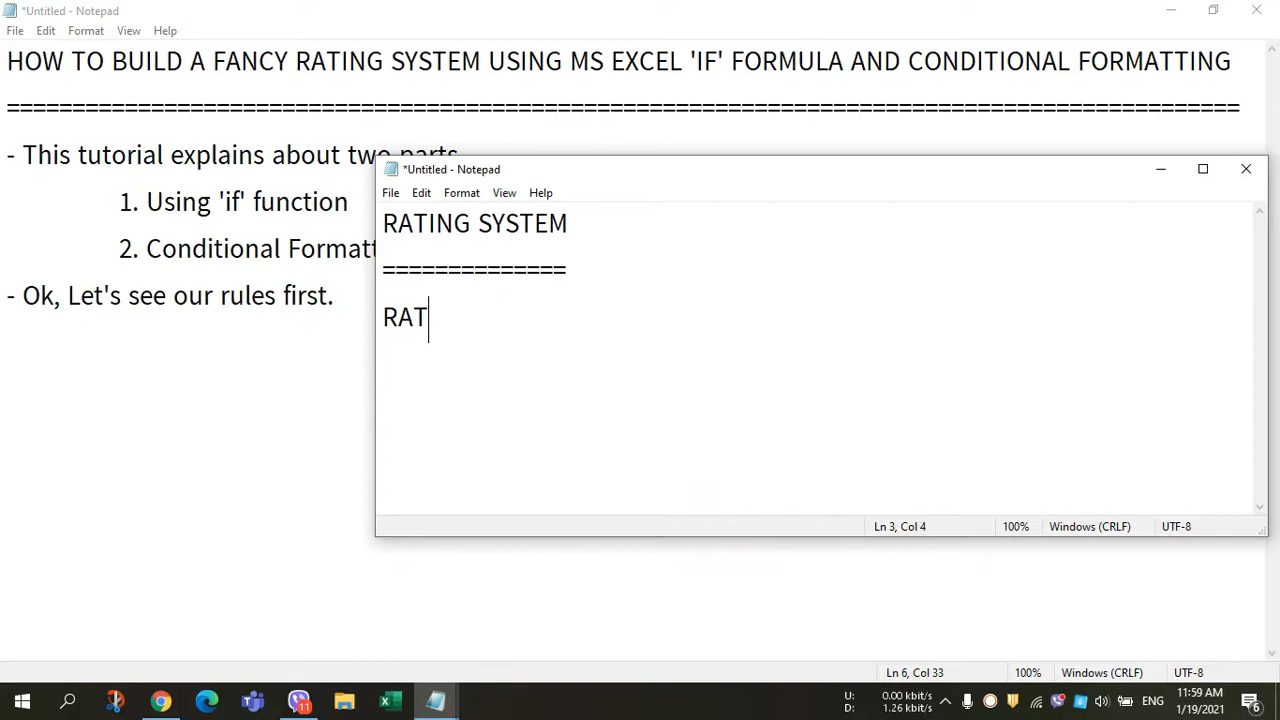 *Untitled - Notepad
File Edit Format View Help
HOW TO BUILD A FANCY RATING SYSTEM USING MS EXCEL 'IF' FORMULA AND CONDITIONAL FORMATTING
==============================================================================================
- This tutorial explains about two parts
1. Using 'if' function
2. Conditional Formatt
- Ok, Let's see our rules first.
*Untitled - Notepad
File Edit Format View Help
RATING SYSTEM
==============
RAT
Ln 3, Col 4 100% Windows (CRLF) UTF-8
Ln 6, Col 33 100% Windows (CRLF) UTF-8
11
U: 0.00 kbit/s
D: 1.26 kbit/s
ENG
11:59 AM
1/19/2021
6